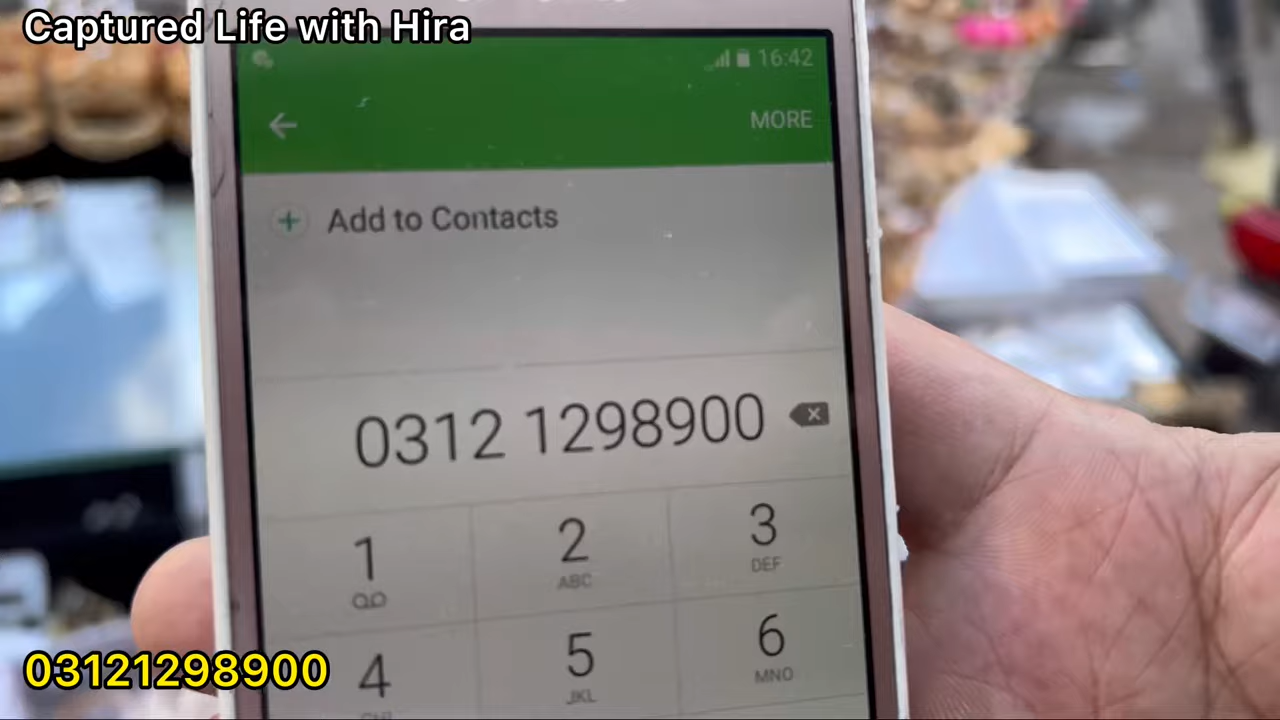 Captured Life with Hira
16:42
MORE
Add to Contacts
0312 1298900
1
2
ABC
3
DEF
4
5
JKL
6
MNO
03121298900